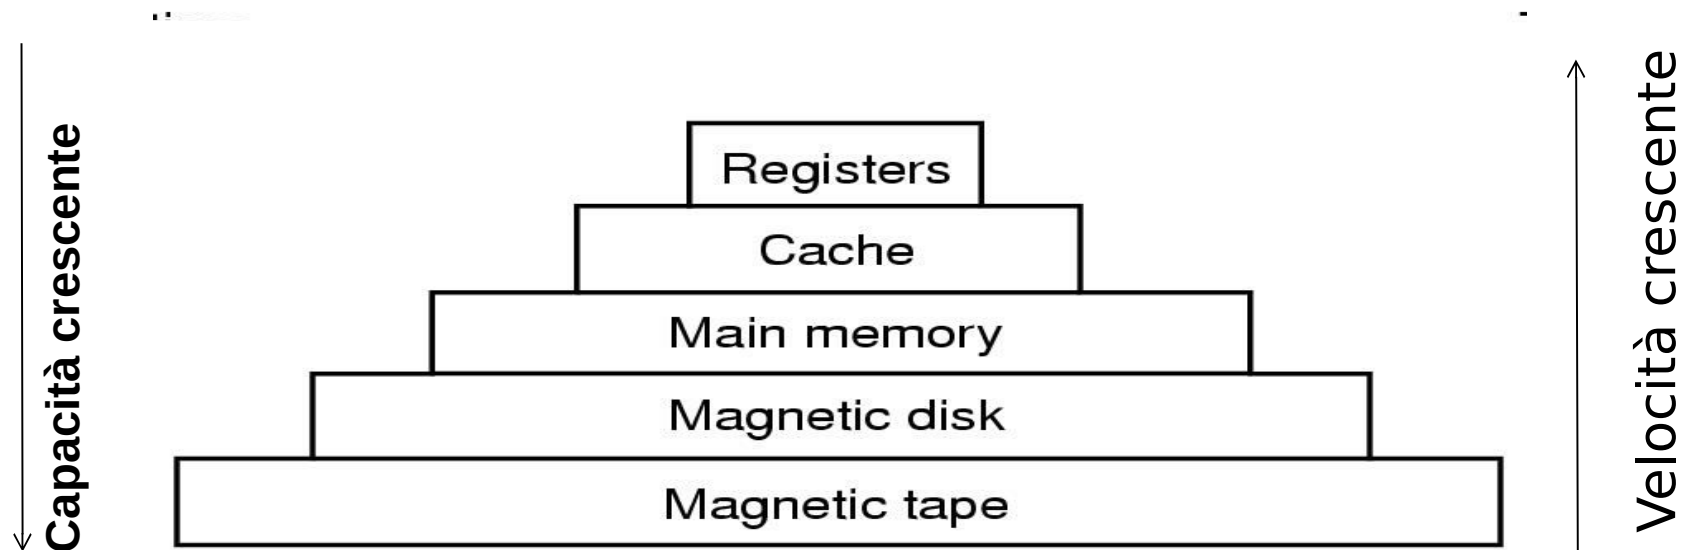 Capacità crescente
Registers
Cache
Main memory
Magnetic disk
Magnetic tape
Velocità crescente